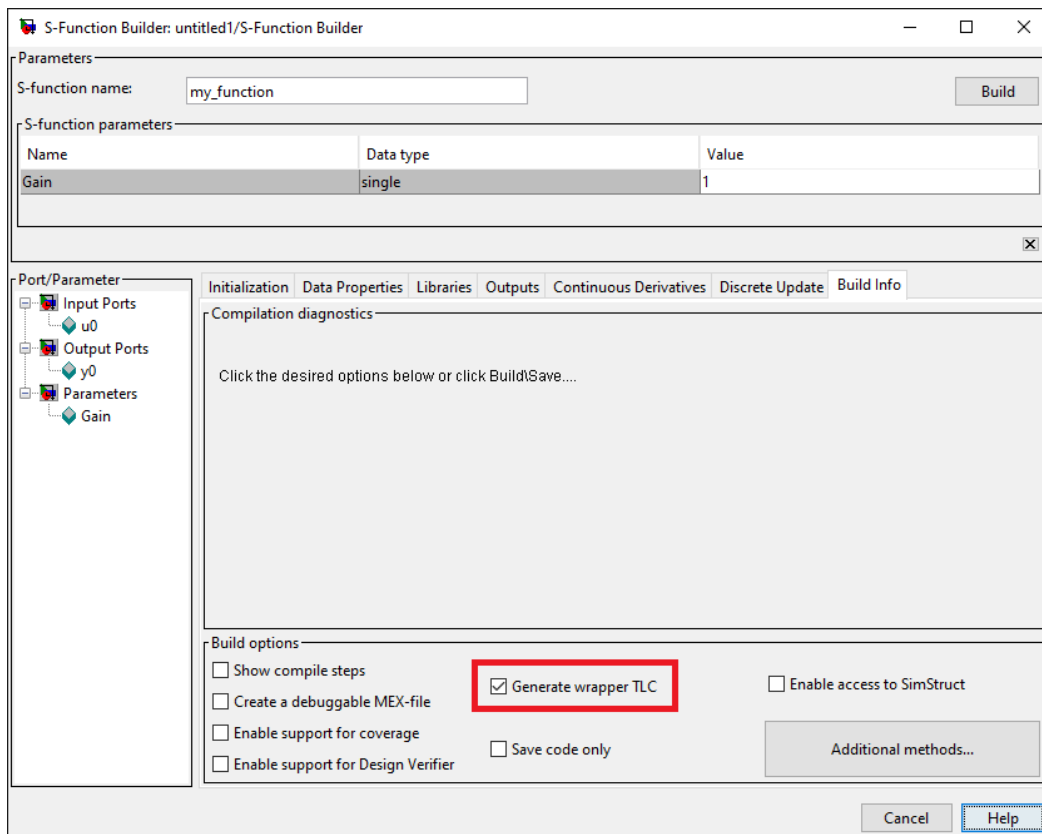 S-Function Builder: untitled1/S-Function Builder
Parameters
S-function name: my_function Build
S-function parameters
Name Data type Value
Gain single 1
Port/Parameter
Input Ports
u0
Output Ports
y0
Parameters
Gain
Initialization Data Properties Libraries Outputs Continuous Derivatives Discrete Update Build Info
Compilation diagnostics
Click the desired options below or click Build\Save....
Build options
Show compile steps
Create a debuggable MEX-file
Enable support for coverage
Enable support for Design Verifier
Generate wrapper TLC
Save code only
Enable access to SimStruct
Additional methods...
Cancel Help